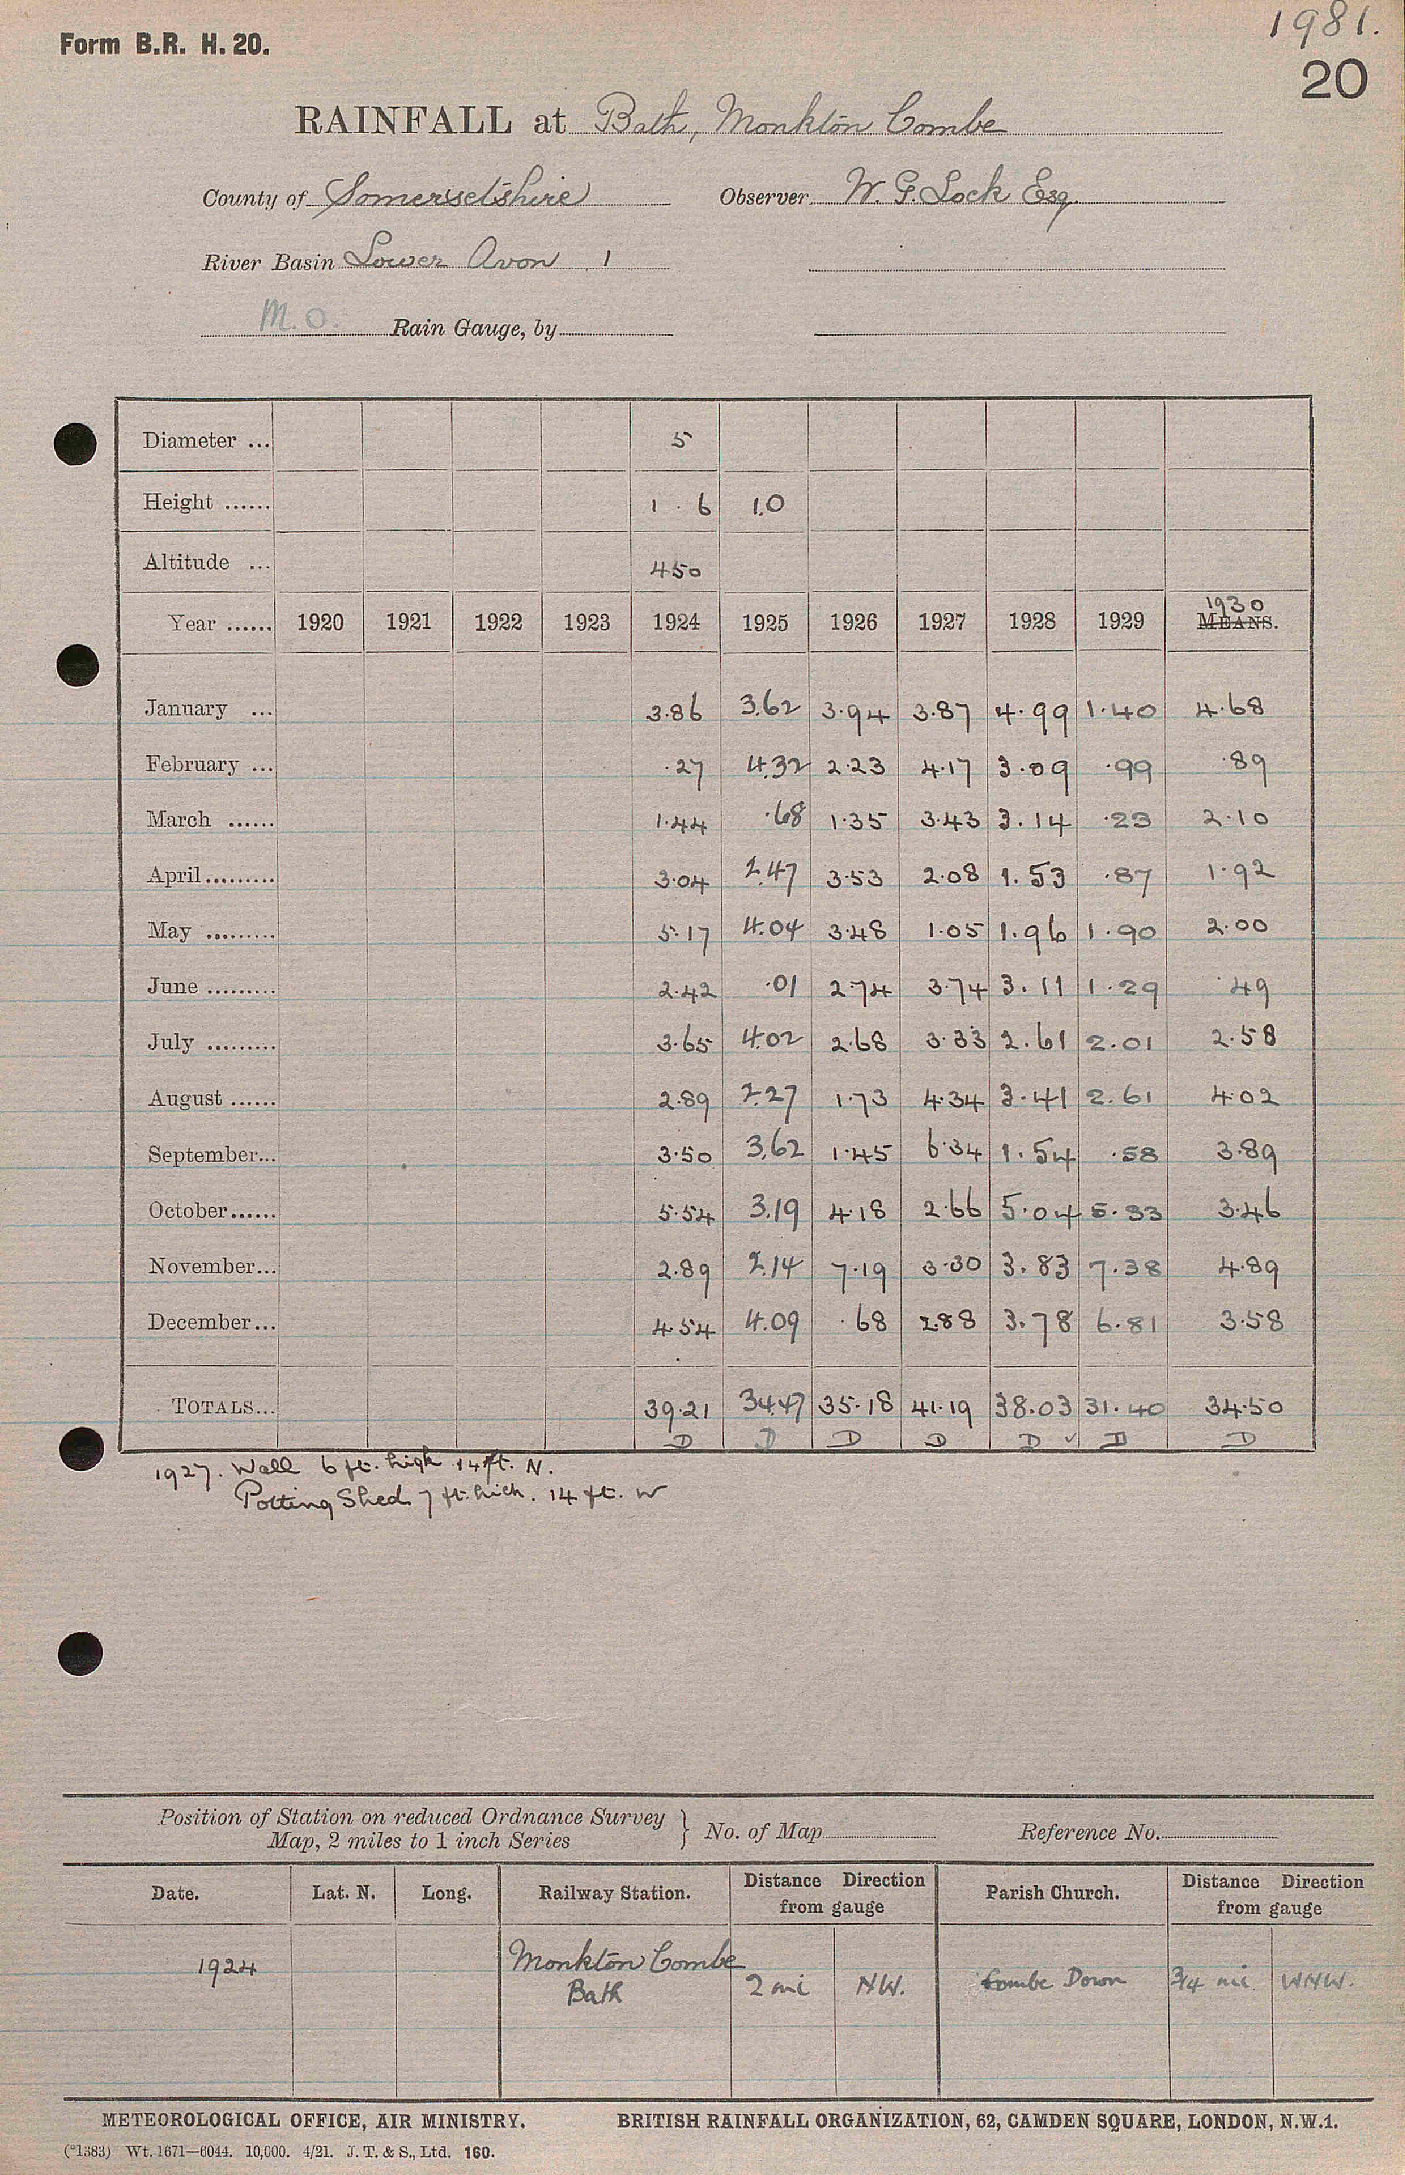 1981.
Form B.R. H. 20.
20
RAINFALL at Bath, Monkton Combe
County of Somersetshire Observer W. G. Lock Esq
River Basin Lower Avon 1
M.O. Rain Gauge, by
Diameter ... 5
Height ...... 1 . 6 1.0
Altitude ... 450
Year ...... 1920 1921 1922 1923 1924 1925 1926 1927 1928 1929 1930 MEANS.
January ... 3.86 3.62 3.94 3.87 4.99 1.40 4.68
February ... .27 4.32 2.23 4.17 3.09 .99 .89
March ...... 1.44 .68 1.35 3.43 3.14 .23 2.10
April ......... 3.04 2.47 3.53 2.08 1.53 .87 1.92
May ......... 5.17 4.04 3.48 1.05 1.96 1.90 2.00
June ......... 2.42 .01 2.74 3.74 3.11 1.29 .49
July ......... 3.65 4.02 2.68 3.33 2.61 2.01 2.58
August ...... 2.89 2.27 1.73 4.34 3.41 2.61 4.02
September... 3.50 3.62 1.45 6.34 1.54 .58 3.89
October...... 5.54 3.19 4.18 2.66 5.04 5.33 3.46
November... 2.89 2.14 7.19 3.30 3.83 7.38 4.89
December... 4.54 4.09 .68 2.88 3.78 6.81 3.58
TOTALS... 39.21 34.47 35.18 41.19 38.03 31.40 34.50
D D D D D ✓ D D
1927. Wall 6 ft. high 14 ft. N.
Potting Shed 7 ft. high. 14 ft. W
Position of Station on reduced Ordnance Survey
Map, 2 miles to 1 inch Series } No. of Map Reference No.
Date. Lat. N. Long. Railway Station. Distance Direction from gauge Parish Church. Distance Direction from gauge
1924 Monkton Combe
Bath 2 mi NW. Combe Down 3/4 mi WNW.
METEOROLOGICAL OFFICE, AIR MINISTRY. BRITISH RAINFALL ORGANIZATION, 62, CAMDEN SQUARE, LONDON, N.W.1.
(*1383) Wt. 1671—6044. 10,000. 4/21. J. T. & S., Ltd. 160.